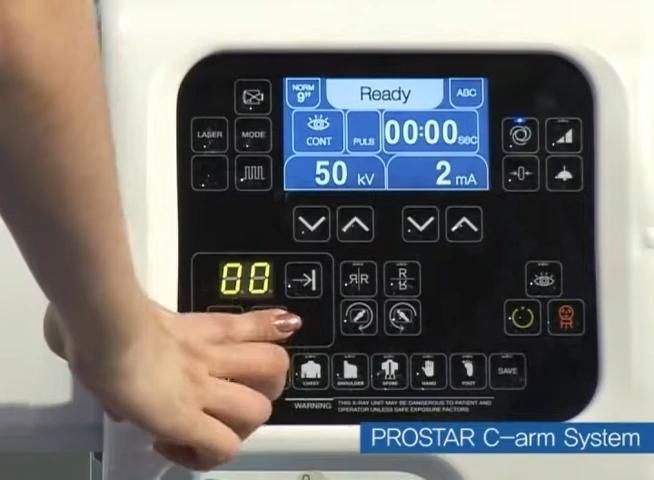 NORM
9"
Ready
ABC
LASER
MODE
CONT
PULS
00:00 sec
50 kV
2 mA
00
R R
R
R
CHEST
SHOULDER
SPINE
HAND
FOOT
SAVE
WARNING
THIS X-RAY UNIT MAY BE DANGEROUS TO PATIENT AND
OPERATOR UNLESS SAFE EXPOSURE FACTORS
PROSTAR C-arm System